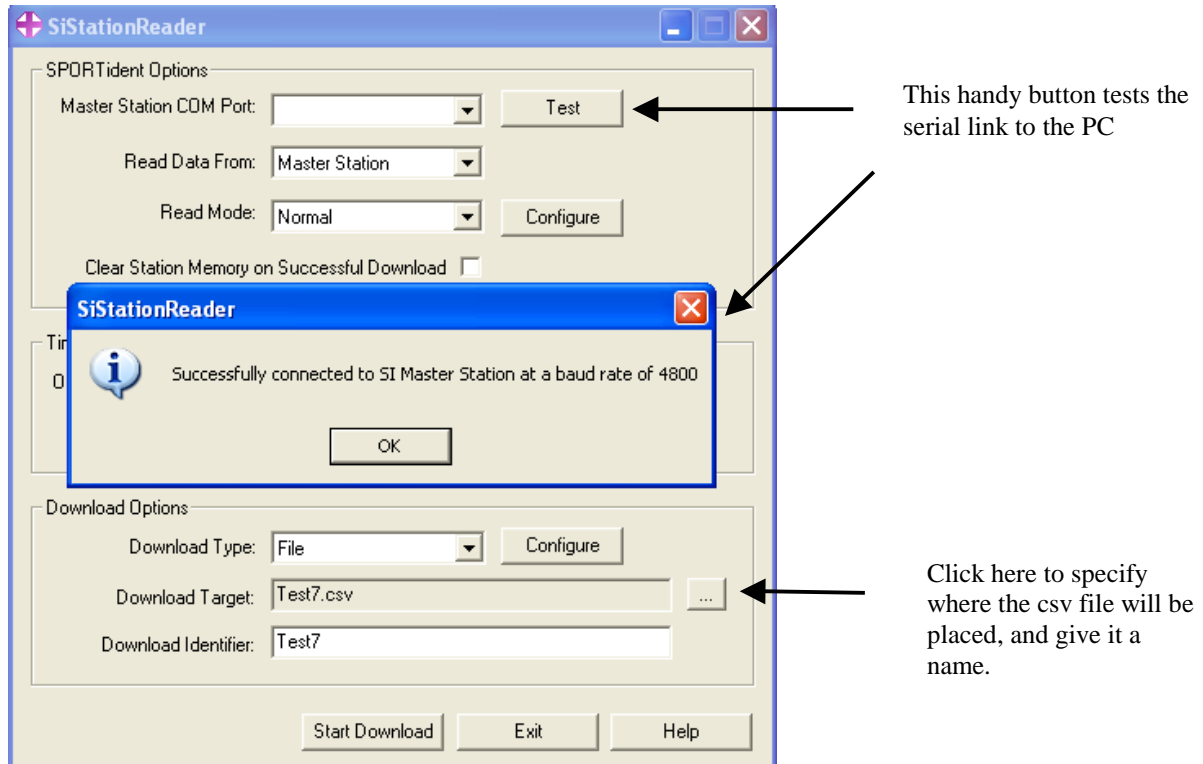 SiStationReader
SPORTident Options
Master Station COM Port:
Test
Read Data From: Master Station
Read Mode: Normal
Configure
Clear Station Memory on Successful Download
This handy button tests the
serial link to the PC
SiStationReader
Successfully connected to SI Master Station at a baud rate of 4800
OK
Download Options
Download Type: File
Configure
Download Target: Test7.csv
...
Download Identifier: Test7
Click here to specify
where the csv file will be
placed, and give it a
name.
Start Download
Exit
Help